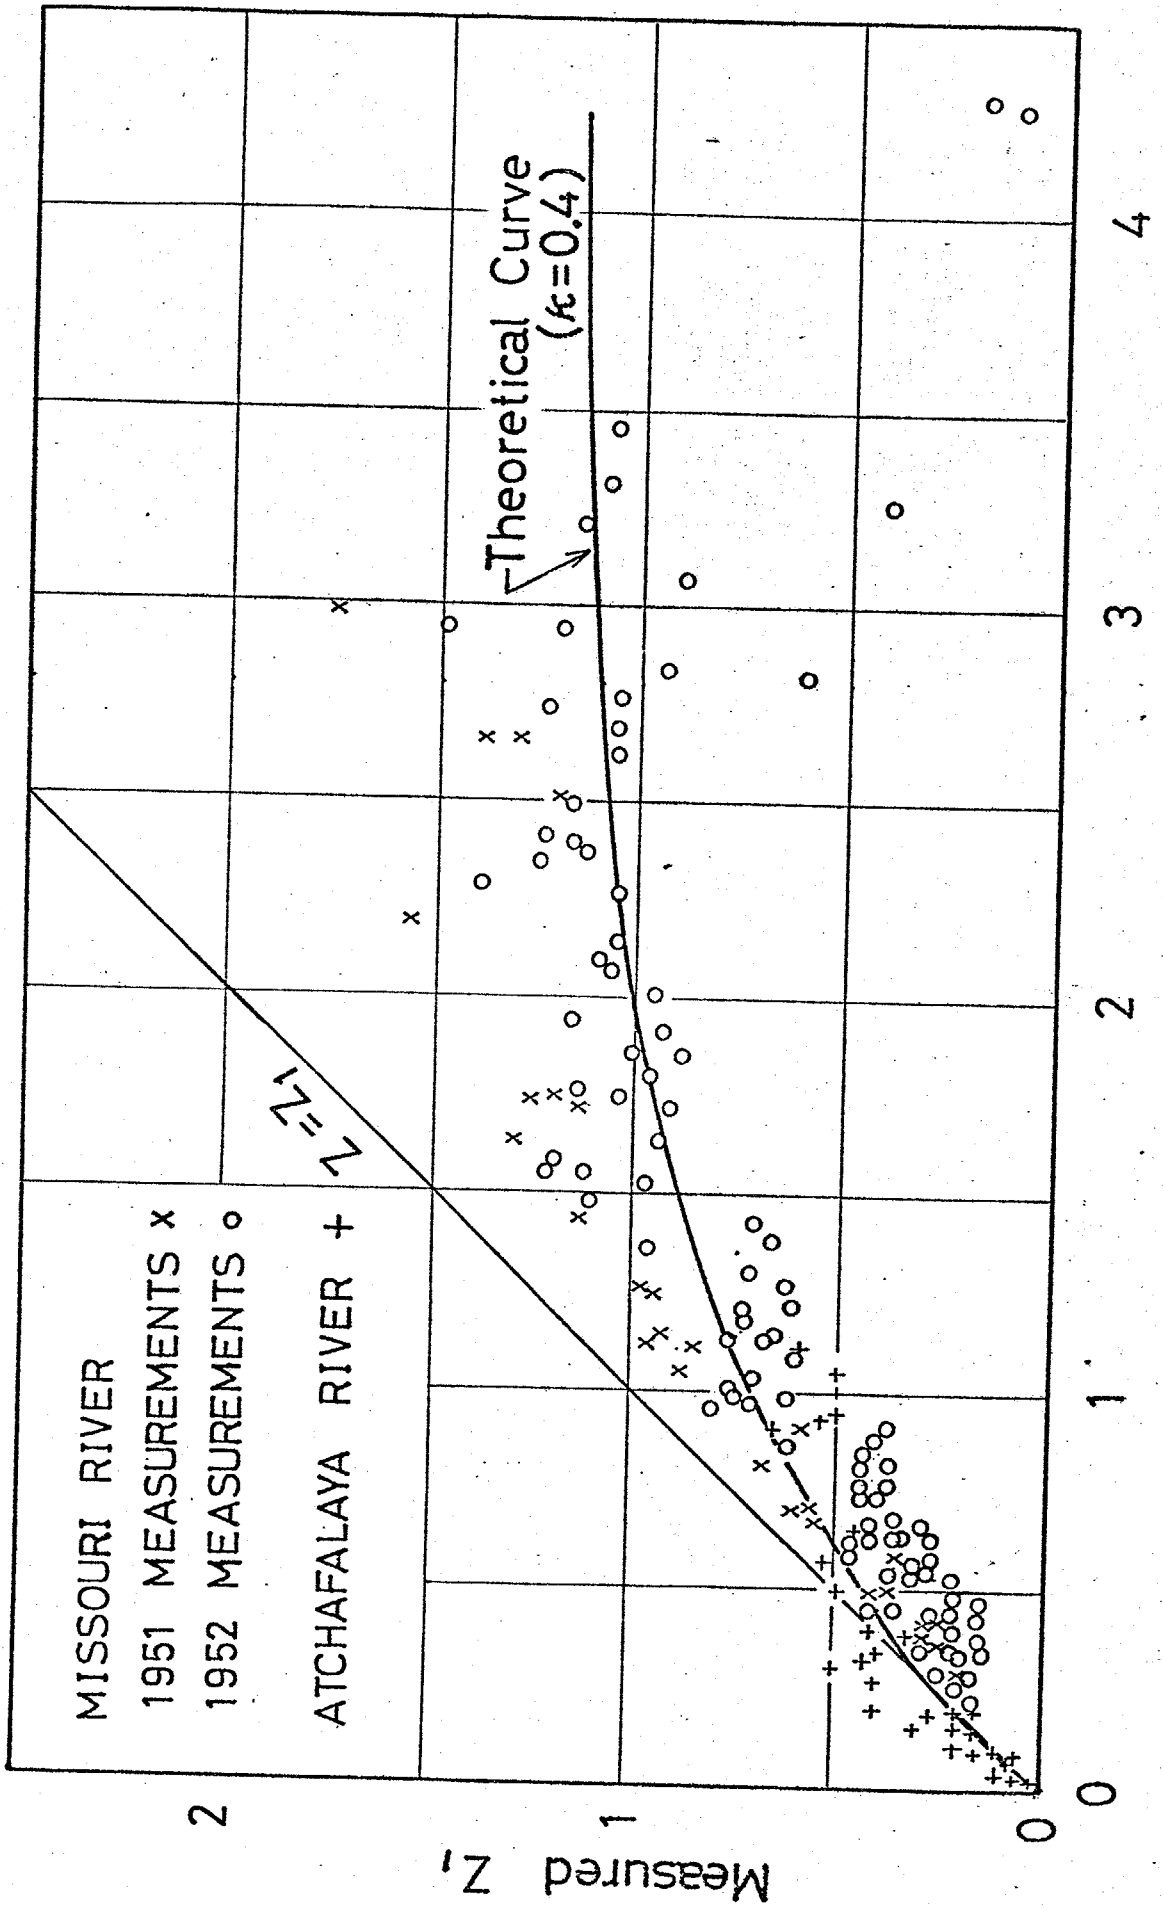 MISSOURI RIVER
1951 MEASUREMENTS x
1952 MEASUREMENTS o
ATCHAFALAYA RIVER +
Z = Z1
Theoretical Curve
(κ=0.4)
Measured Z1
2
1
0
0
1
2
3
4